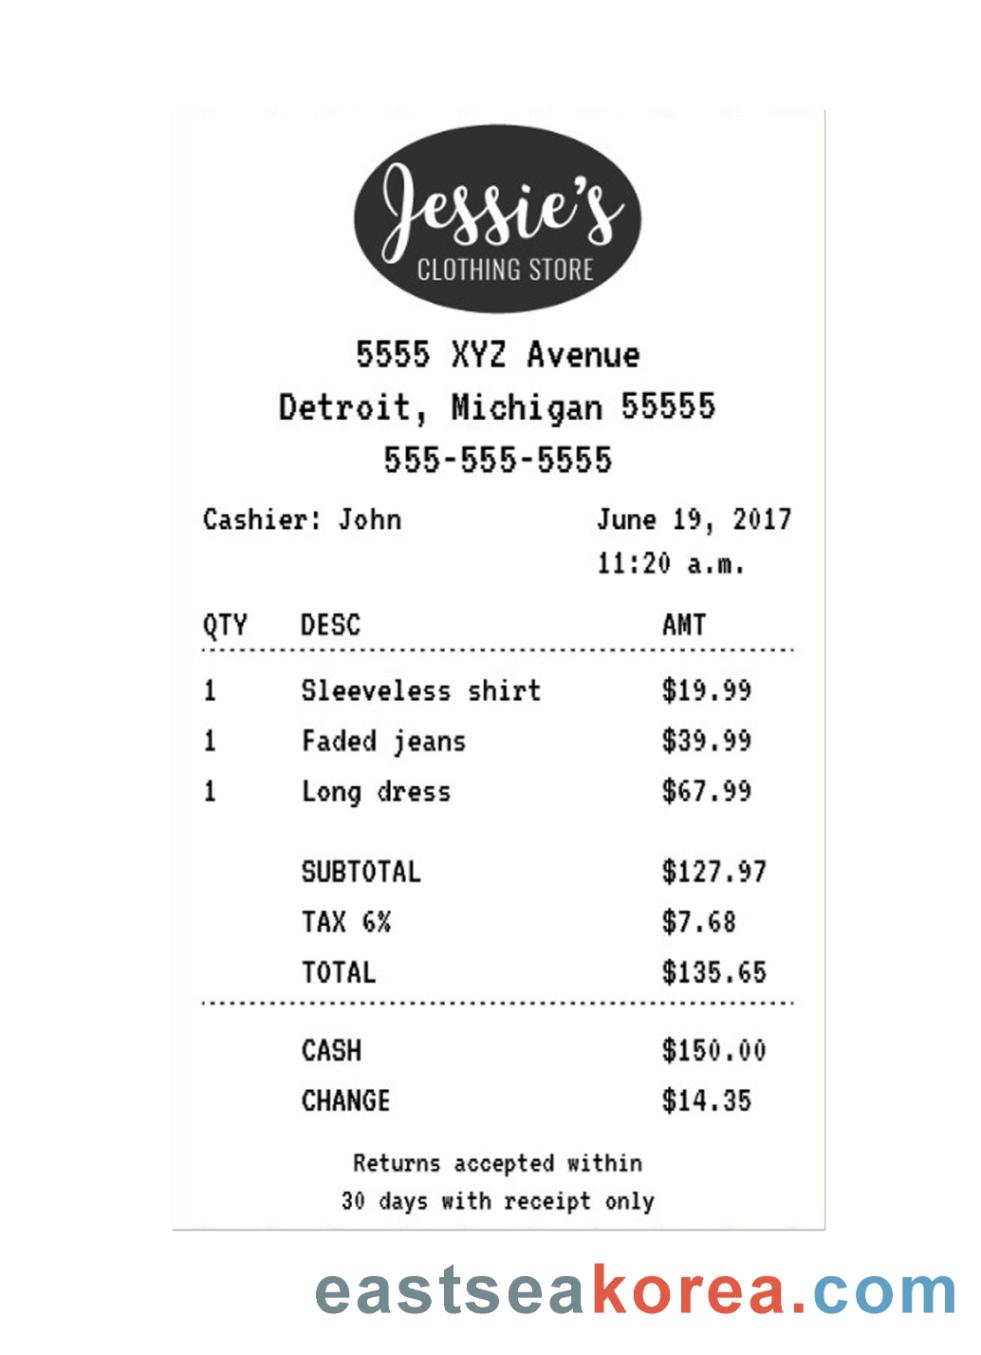 Jessie's
CLOTHING STORE
5555 XYZ Avenue
Detroit, Michigan 55555
555-555-5555
Cashier: John June 19, 2017
11:20 a.m.
QTY DESC AMT
1 Sleeveless shirt $19.99
1 Faded jeans $39.99
1 Long dress $67.99
SUBTOTAL $127.97
TAX 6% $7.68
TOTAL $135.65
CASH $150.00
CHANGE $14.35
Returns accepted within
30 days with receipt only
eastseakorea.com